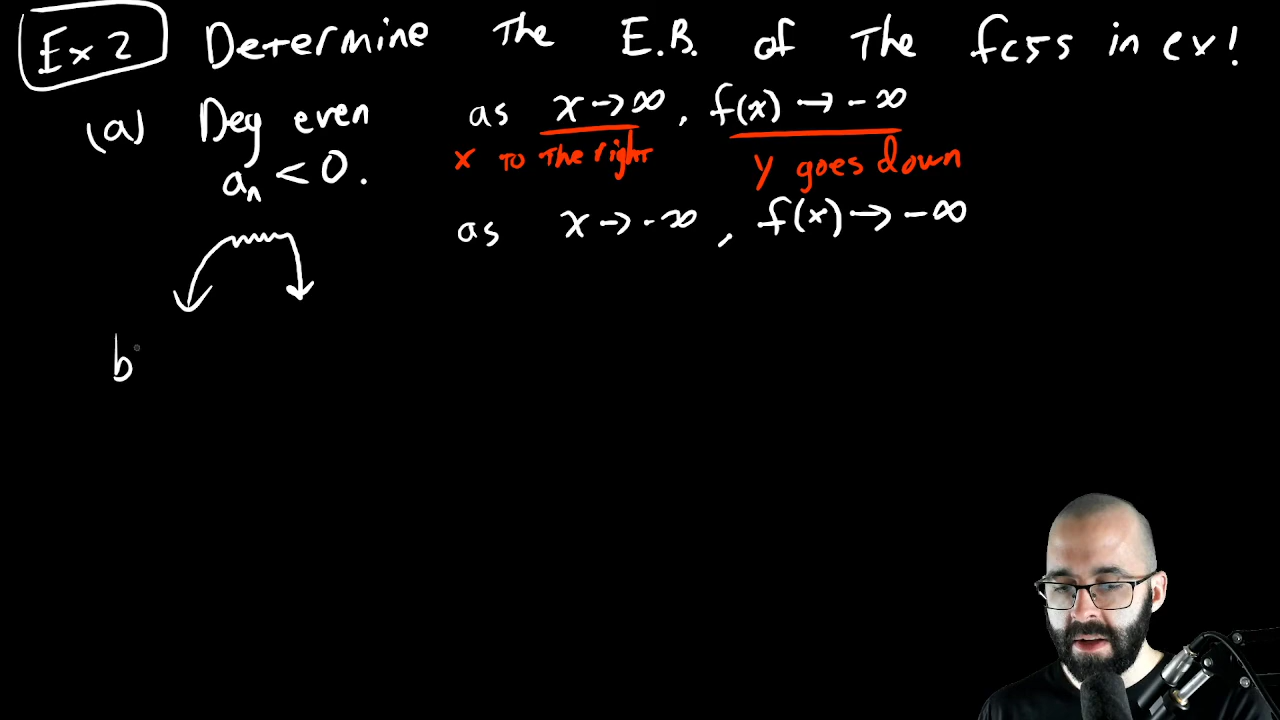 Ex 2 Determine The E.B. of The fcƼs in ex!
(a) Deg even as x → ∞, f(x) → -∞
aₙ < 0. x to the right y goes down
as x → -∞, f(x) → -∞
b